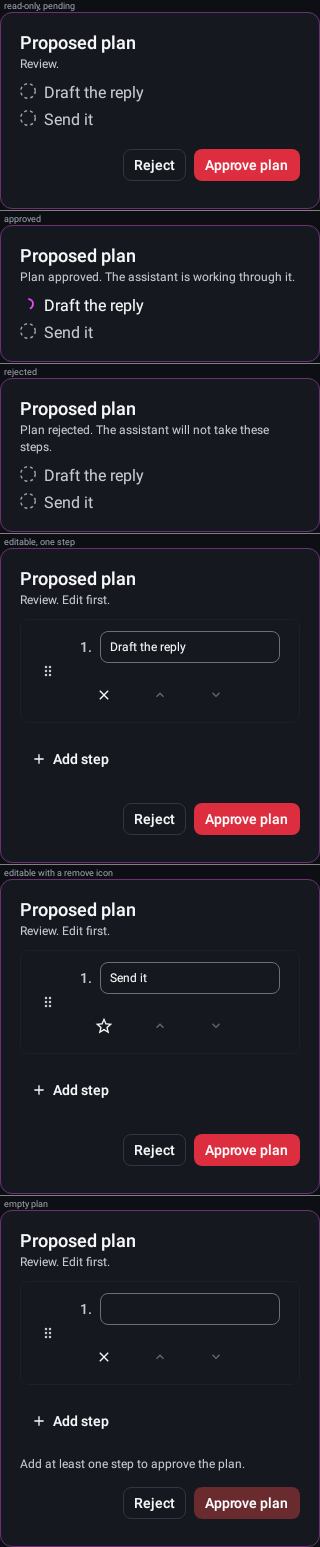 read-only, pending
Proposed plan
Review.
Draft the reply
Send it
Reject
Approve plan
approved
Proposed plan
Plan approved. The assistant is working through it.
Draft the reply
Send it
rejected
Proposed plan
Plan rejected. The assistant will not take these
steps.
Draft the reply
Send it
editable, one step
Proposed plan
Review. Edit first.
1.
Draft the reply
Add step
Reject
Approve plan
editable with a remove icon
Proposed plan
Review. Edit first.
1.
Send it
Add step
Reject
Approve plan
empty plan
Proposed plan
Review. Edit first.
1.
Add step
Add at least one step to approve the plan.
Reject
Approve plan